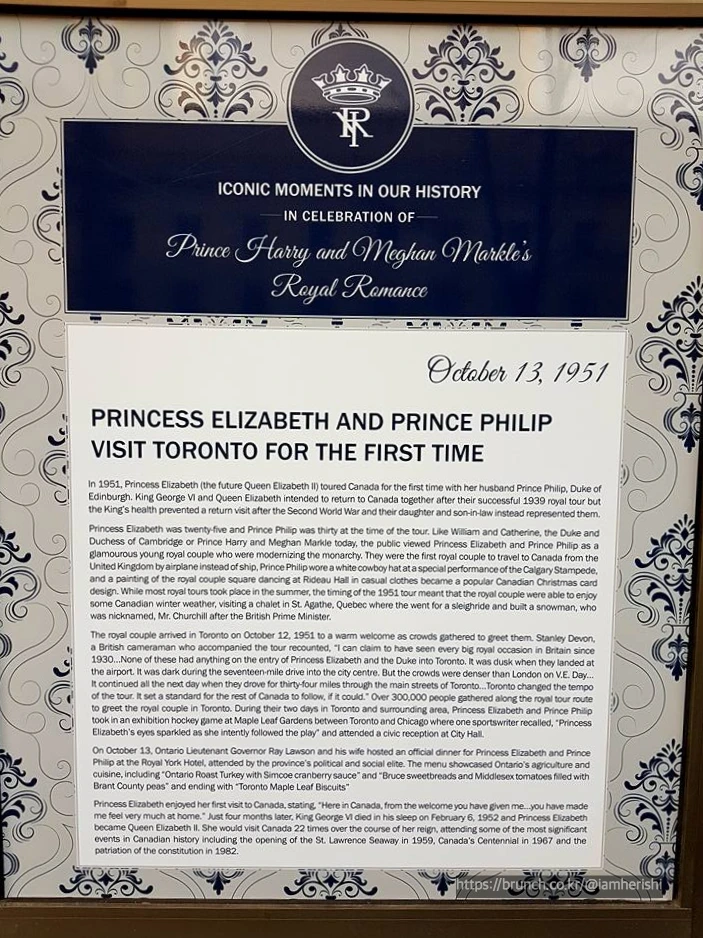 RY
ICONIC MOMENTS IN OUR HISTORY
IN CELEBRATION OF
Prince Harry and Meghan Markle's
Royal Romance
October 13, 1951
PRINCESS ELIZABETH AND PRINCE PHILIP
VISIT TORONTO FOR THE FIRST TIME
In 1951, Princess Elizabeth (the future Queen Elizabeth II) toured Canada for the first time with her husband Prince Philip, Duke of
Edinburgh. King George VI and Queen Elizabeth intended to return to Canada together after their successful 1939 royal tour but
the King's health prevented a return visit after the Second World War and their daughter and son-in-law instead represented them.
Princess Elizabeth was twenty-five and Prince Philip was thirty at the time of the tour. Like William and Catherine, the Duke and
Duchess of Cambridge or Prince Harry and Meghan Markle today, the public viewed Princess Elizabeth and Prince Philip as a
glamourous young royal couple who were modernizing the monarchy. They were the first royal couple to travel to Canada from the
United Kingdom by airplane instead of ship, Prince Philip wore a white cowboy hat at a special performance of the Calgary Stampede,
and a painting of the royal couple square dancing at Rideau Hall in casual clothes became a popular Canadian Christmas card
design. While most royal tours took place in the summer, the timing of the 1951 tour meant that the royal couple were able to enjoy
some Canadian winter weather, visiting a chalet in St. Agathe, Quebec where the went for a sleighride and built a snowman, who
was nicknamed, Mr. Churchill after the British Prime Minister.
The royal couple arrived in Toronto on October 12, 1951 to a warm welcome as crowds gathered to greet them. Stanley Devon,
a British cameraman who accompanied the tour recounted, "I can claim to have seen every big royal occasion in Britain since
1930...None of these had anything on the entry of Princess Elizabeth and the Duke into Toronto. It was dusk when they landed at
the airport. It was dark during the seventeen-mile drive into the city centre. But the crowds were denser than London on V.E. Day...
It continued all the next day when they drove for thirty-four miles through the main streets of Toronto...Toronto changed the tempo
of the tour. It set a standard for the rest of Canada to follow, if it could." Over 300,000 people gathered along the royal tour route
to greet the royal couple in Toronto. During their two days in Toronto and surrounding area, Princess Elizabeth and Prince Philip
took in an exhibition hockey game at Maple Leaf Gardens between Toronto and Chicago where one sportswriter recalled, "Princess
Elizabeth's eyes sparkled as she intently followed the play" and attended a civic reception at City Hall.
On October 13, Ontario Lieutenant Governor Ray Lawson and his wife hosted an official dinner for Princess Elizabeth and Prince
Philip at the Royal York Hotel, attended by the province's political and social elite. The menu showcased Ontario's agriculture and
cuisine, including "Ontario Roast Turkey with Simcoe cranberry sauce" and "Bruce sweetbreads and Middlesex tomatoes filled with
Brant County peas" and ending with "Toronto Maple Leaf Biscuits"
Princess Elizabeth enjoyed her first visit to Canada, stating, "Here in Canada, from the welcome you have given me...you have made
me feel very much at home." Just four months later, King George VI died in his sleep on February 6, 1952 and Princess Elizabeth
became Queen Elizabeth II. She would visit Canada 22 times over the course of her reign, attending some of the most significant
events in Canadian history including the opening of the St. Lawrence Seaway in 1959, Canada's Centennial in 1967 and the
patriation of the constitution in 1982.
https://brunch.co.kr/@iamherishi